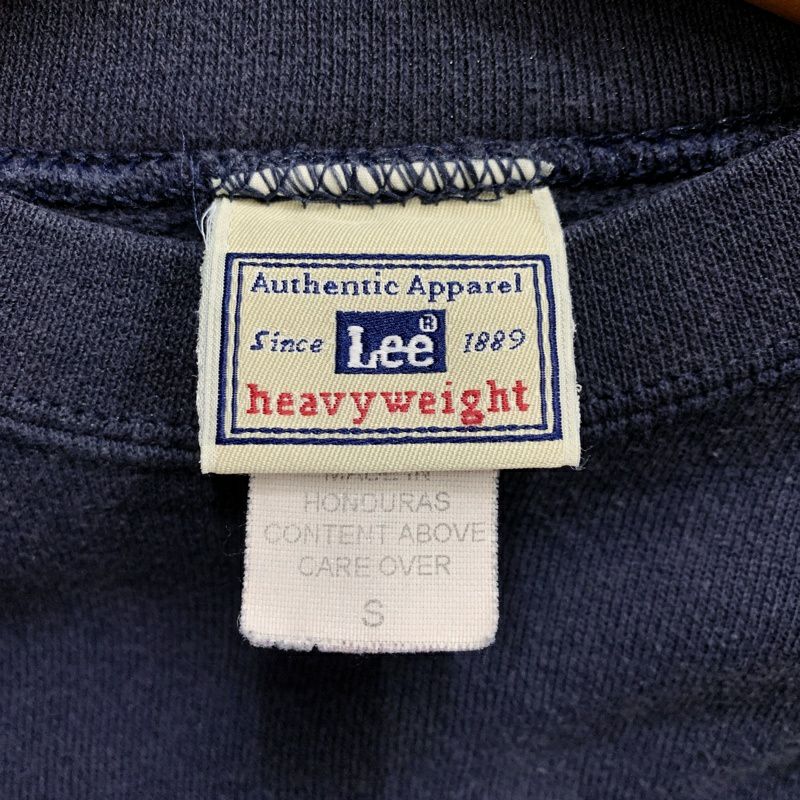 Authentic Apparel
Since Lee® 1889
heavyweight
MADE IN
HONDURAS
CONTENT ABOVE
CARE OVER
S